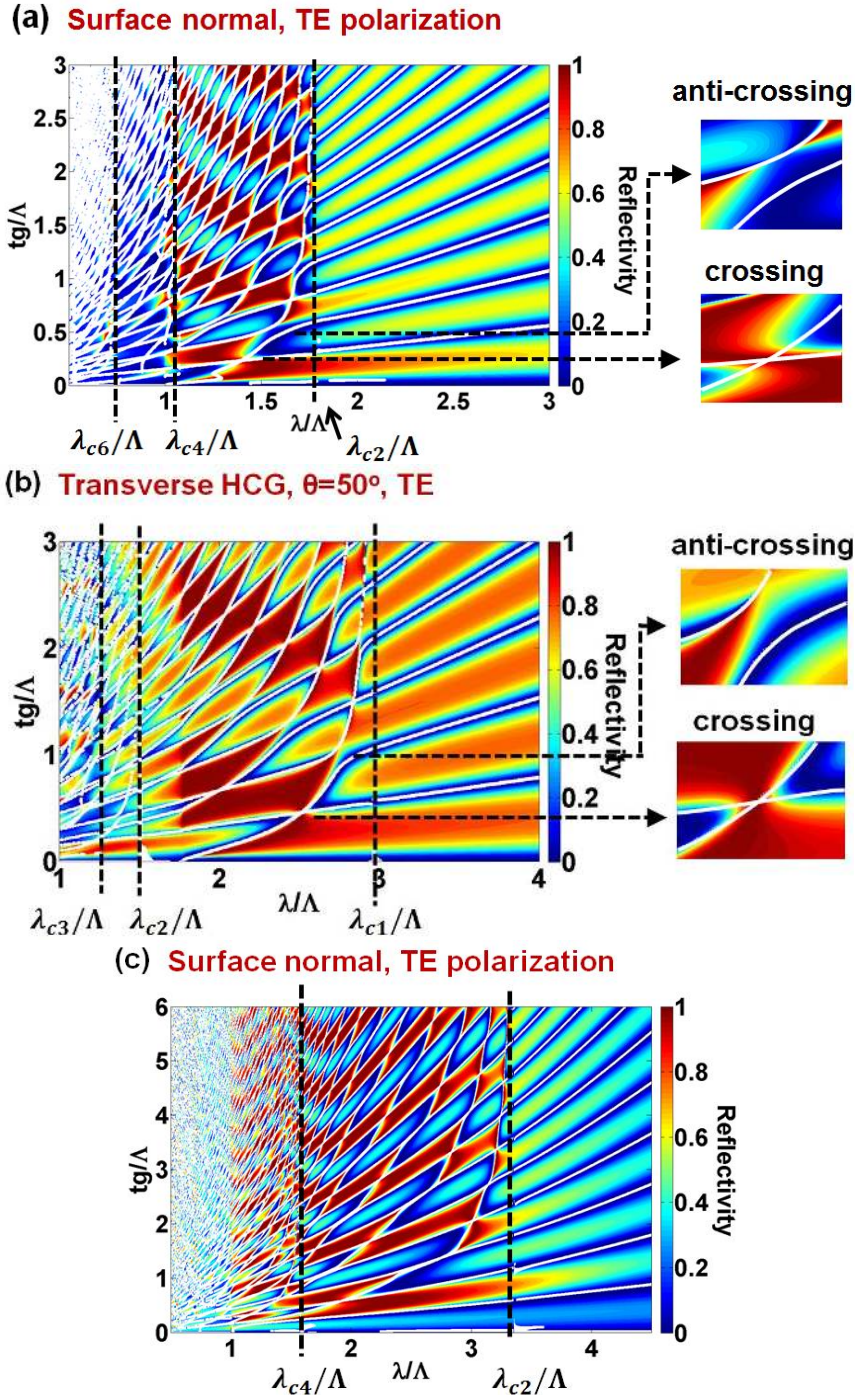 (a) Surface normal, TE polarization
3
2.5
2
1.5
1
0.5
0
tg/Λ
1 1.5 2 2.5 3
λ/Λ
1
0.8
0.6
0.4
0.2
0
Reflectivity
λc6/Λ λc4/Λ λc2/Λ
anti-crossing
crossing
(b) Transverse HCG, θ=50°, TE
3
2
1
0
tg/Λ
1 2 3 4
λ/Λ
1
0.8
0.6
0.4
0.2
0
Reflectivity
λc3/Λ λc2/Λ λc1/Λ
anti-crossing
crossing
(c) Surface normal, TE polarization
6
5
4
3
2
1
0
tg/Λ
1 2 3 4
λ/Λ
1
0.8
0.6
0.4
0.2
0
Reflectivity
λc4/Λ λc2/Λ